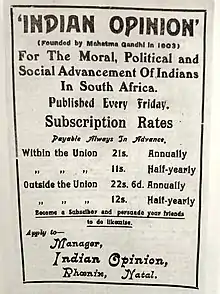 'INDIAN OPINION'
(Founded by Mahatma Gandhi in 1903)
For The Moral, Political and
Social Advancement Of Indians
In South Africa.
Published Every Friday.
Subscription Rates
Payable Always In Advance.
Within the Union 21s. Annually
" " " 11s. Half-yearly
Outside the Union 22s. 6d. Annually
" " " 12s. Half-yearly
Become a Subscriber and persuade your friends
to do likewise.
Apply to—
Manager,
Indian Opinion,
Phœnix, Natal.